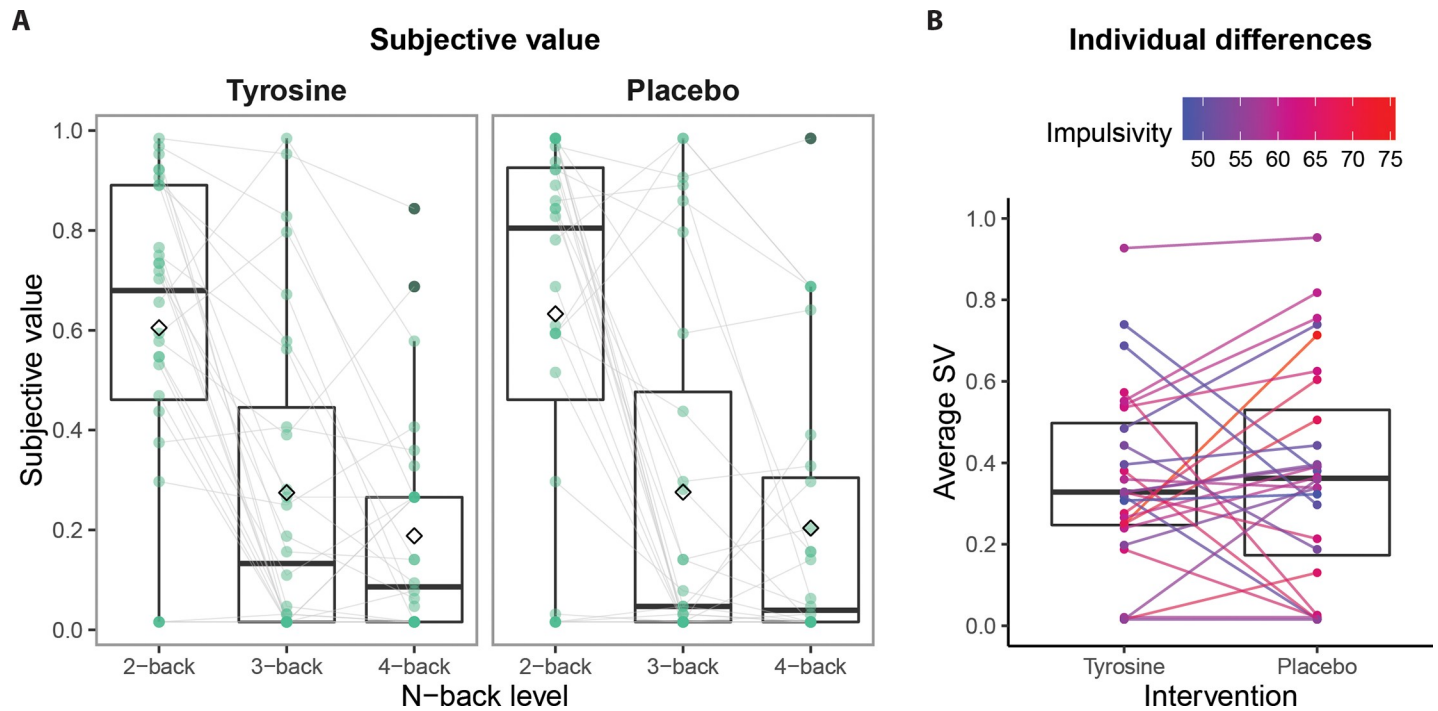 A
Subjective value
Tyrosine
Placebo
Subjective value
1.0
0.8
0.6
0.4
0.2
0.0
2−back
3−back
4−back
2−back
3−back
4−back
N−back level
B
Individual differences
Impulsivity
50 55 60 65 70 75
Average SV
1.0
0.8
0.6
0.4
0.2
0.0
Tyrosine
Placebo
Intervention